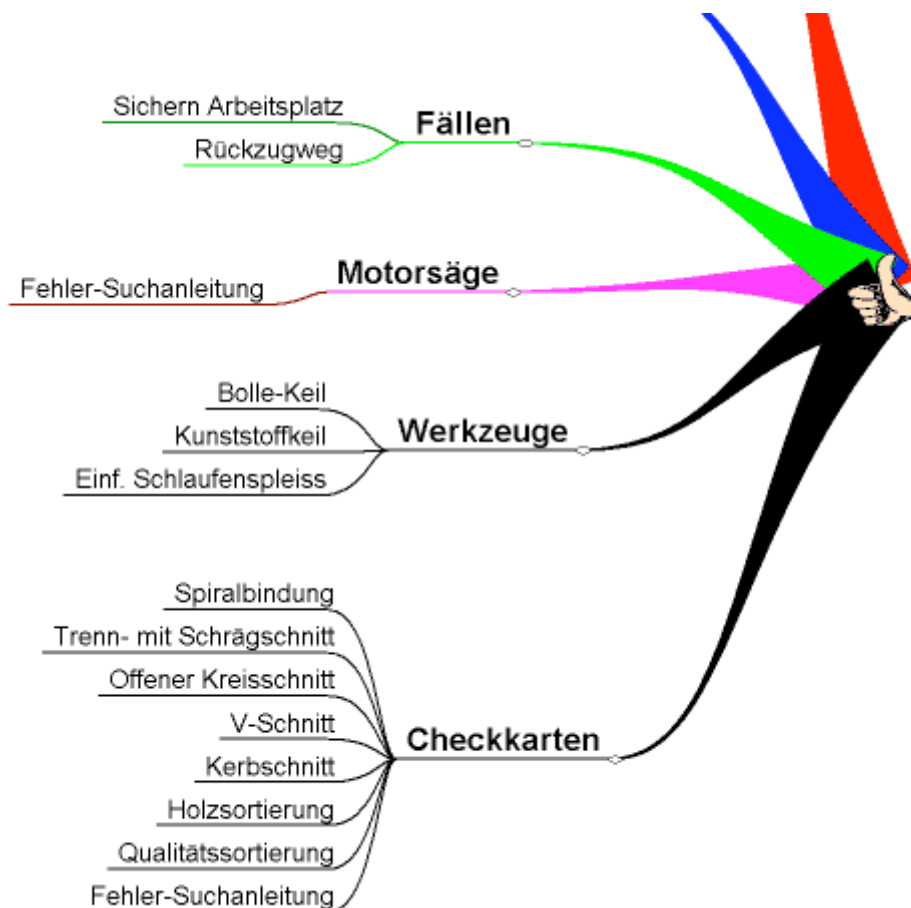 Fällen
Sichern Arbeitsplatz
Rückzugweg
Motorsäge
Fehler-Suchanleitung
Werkzeuge
Bolle-Keil
Kunststoffkeil
Einf. Schlaufenspleiss
Checkkarten
Spiralbindung
Trenn- mit Schrägschnitt
Offener Kreisschnitt
V-Schnitt
Kerbschnitt
Holzsortierung
Qualitätssortierung
Fehler-Suchanleitung